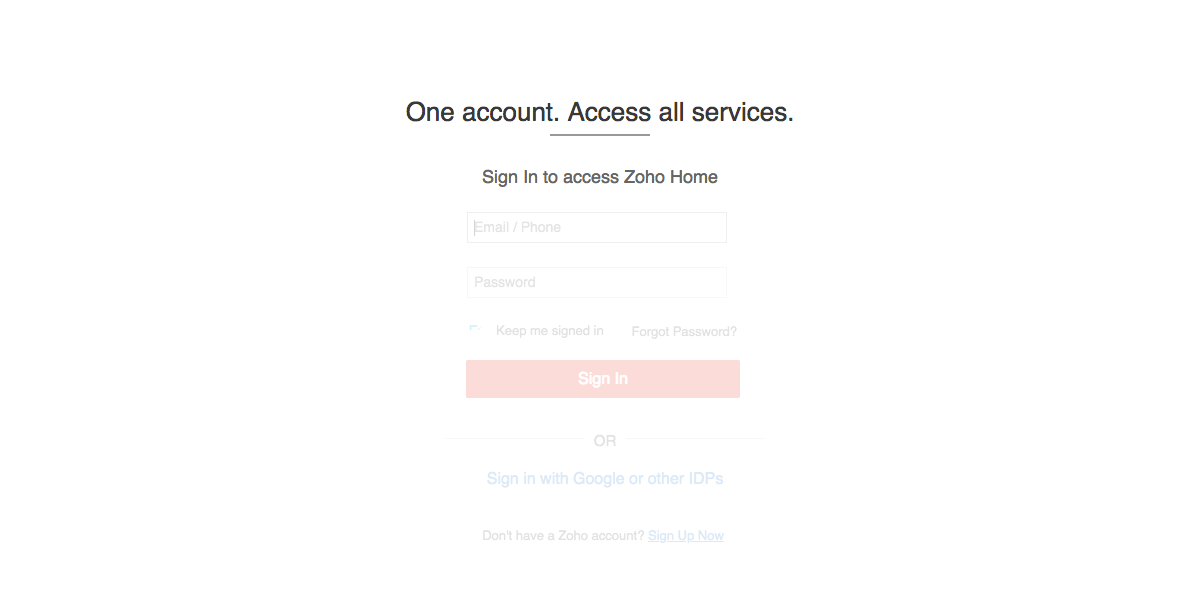 One account. Access all services.
Sign In to access Zoho Home
Email / Phone
Password
Keep me signed in Forgot Password?
Sign In
OR
Sign in with Google or other IDPs
Don't have a Zoho account? Sign Up Now